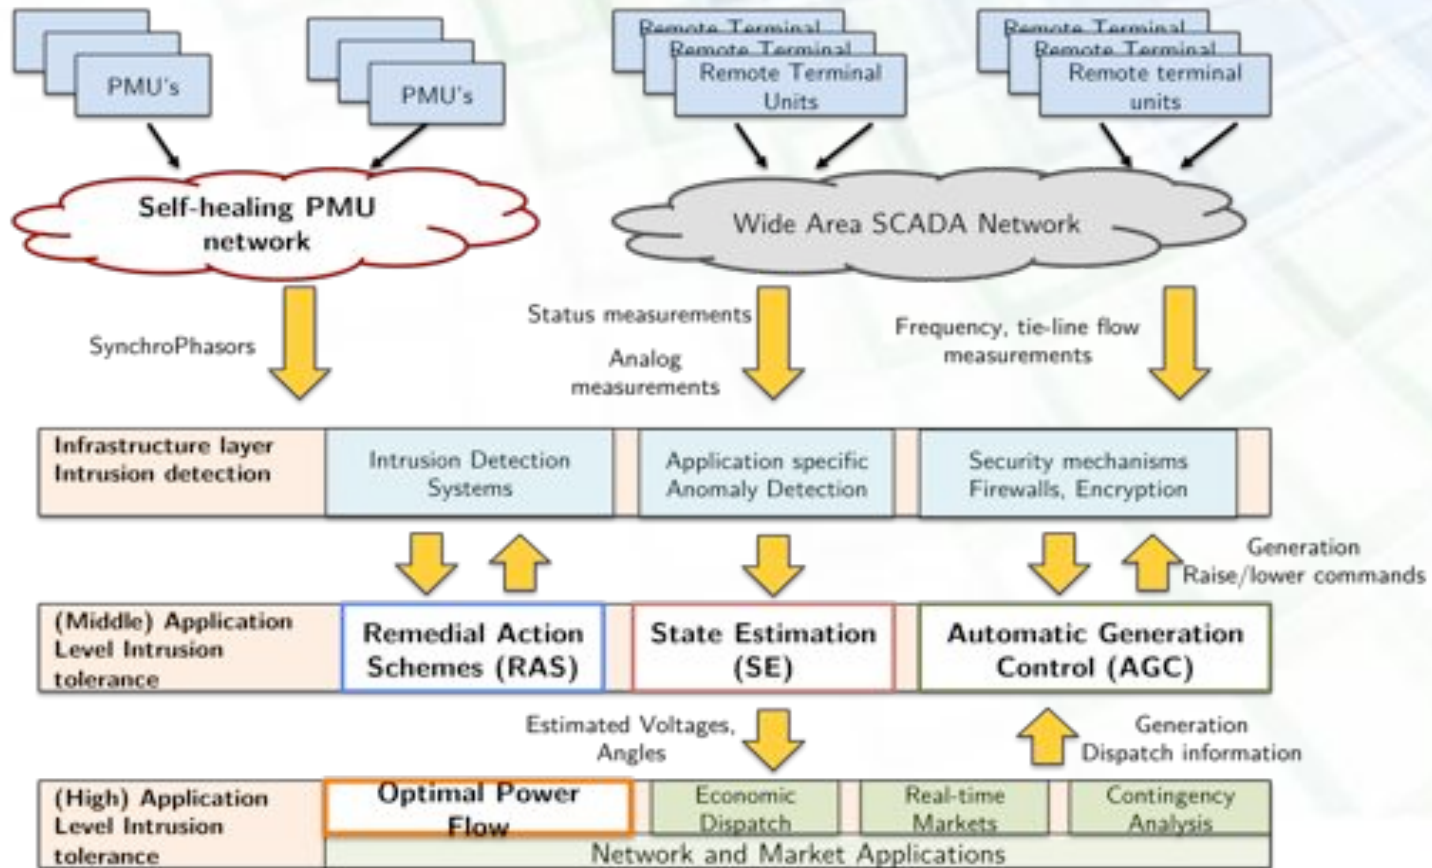 PMU's
PMU's
Remote Terminal
Remote Terminal
Remote Terminal
Units
Remote Terminal
Remote Terminal
Remote terminal
units
Self-healing PMU
network
Wide Area SCADA Network
SynchroPhasors
Status measurements
Analog
measurements
Frequency, tie-line flow
measurements
Infrastructure layer
Intrusion detection
Intrusion Detection
Systems
Application specific
Anomaly Detection
Security mechanisms
Firewalls, Encryption
Generation
Raise/lower commands
(Middle) Application
Level Intrusion
tolerance
Remedial Action
Schemes (RAS)
State Estimation
(SE)
Automatic Generation
Control (AGC)
Estimated Voltages,
Angles
Generation
Dispatch information
(High) Application
Level Intrusion
tolerance
Optimal Power
Flow
Economic
Dispatch
Real-time
Markets
Contingency
Analysis
Network and Market Applications